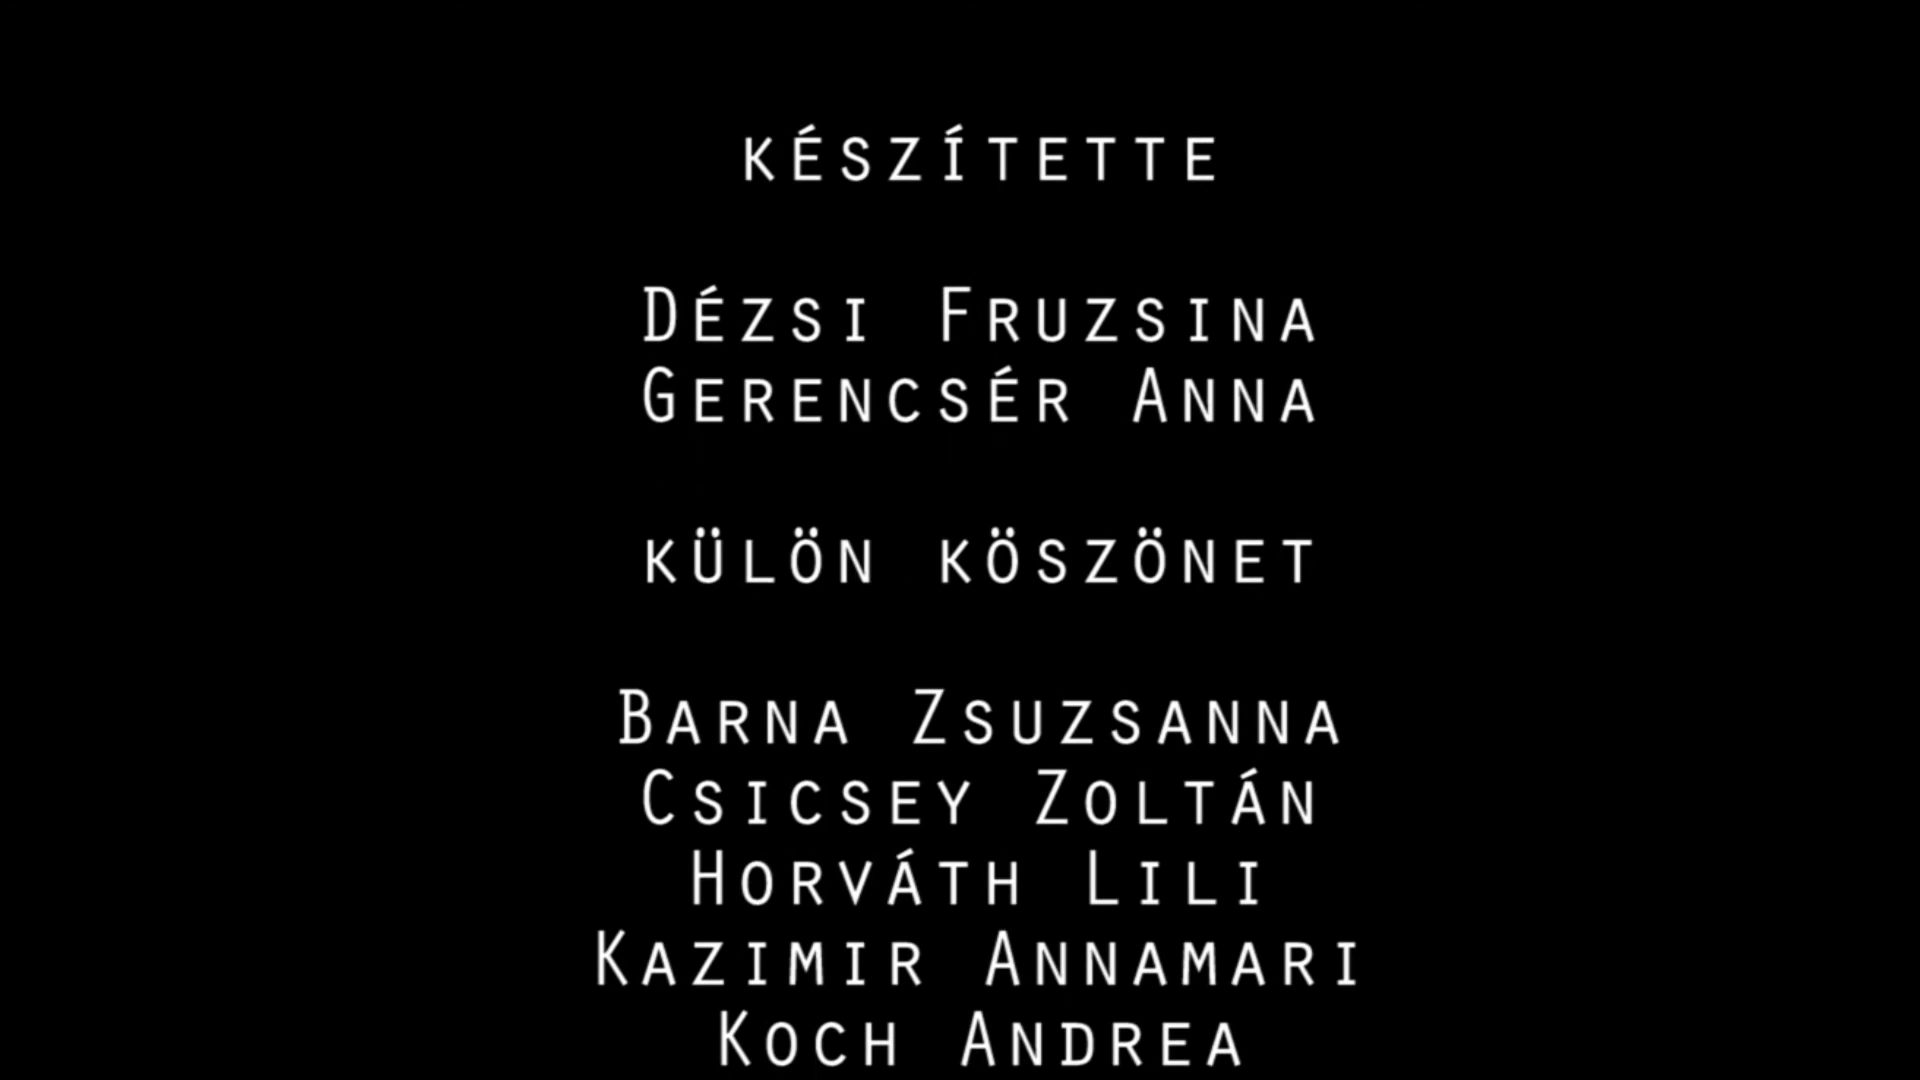 KÉSZÍTETTE
DÉZSI FRUZSINA
GERENCSÉR ANNA
KÜLÖN KÖSZÖNET
BARNA ZSUZSANNA
CSICSEY ZOLTÁN
HORVÁTH LILI
KAZIMIR ANNAMARI
KOCH ANDREA